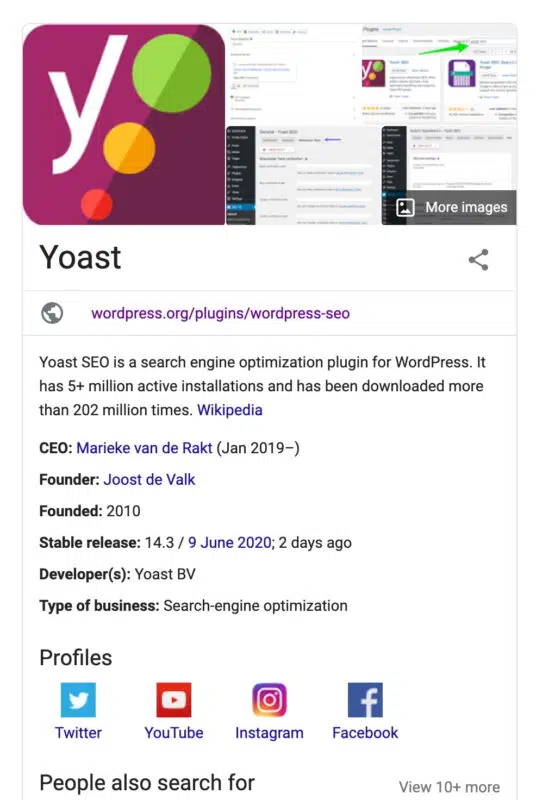 y
Plugins
More images
Yoast
wordpress.org/plugins/wordpress-seo
Yoast SEO is a search engine optimization plugin for WordPress. It
has 5+ million active installations and has been downloaded more
than 202 million times. Wikipedia
CEO: Marieke van de Rakt (Jan 2019–)
Founder: Joost de Valk
Founded: 2010
Stable release: 14.3 / 9 June 2020; 2 days ago
Developer(s): Yoast BV
Type of business: Search-engine optimization
Profiles
Twitter
YouTube
Instagram
Facebook
People also search for
View 10+ more